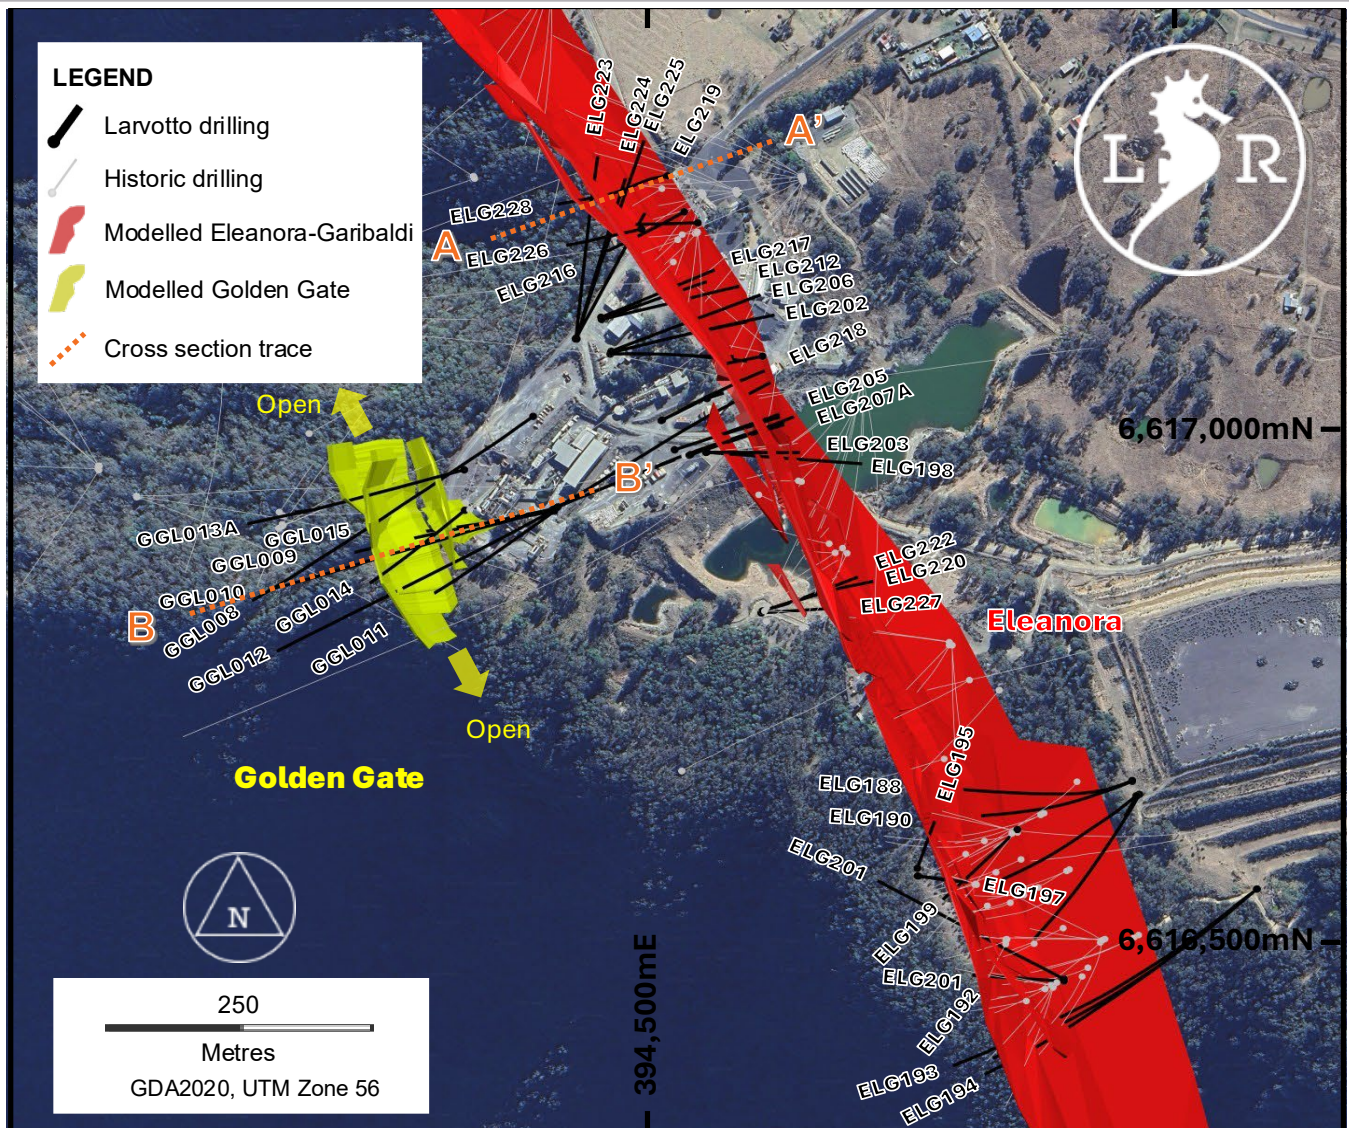 LEGEND
Larvotto drilling
Historic drilling
Modelled Eleanora-Garibaldi
Modelled Golden Gate
Cross section trace
L R
ELG223
ELG224
ELG225
ELG219
A'
ELG228
A
ELG226
ELG216
ELG217
ELG212
ELG206
ELG202
ELG218
ELG205
ELG207A
ELG203
ELG198
6,617,000mN
Open
B'
GGL013A
GGL015
GGL009
GGL010
GGL008
GGL014
B
GGL012
GGL011
ELG222
ELG220
ELG227
Eleanora
Open
Golden Gate
ELG195
ELG188
ELG190
ELG201
ELG197
ELG199
6,616,500mN
ELG201
ELG192
ELG193
ELG194
394,500mE
N
250
Metres
GDA2020, UTM Zone 56